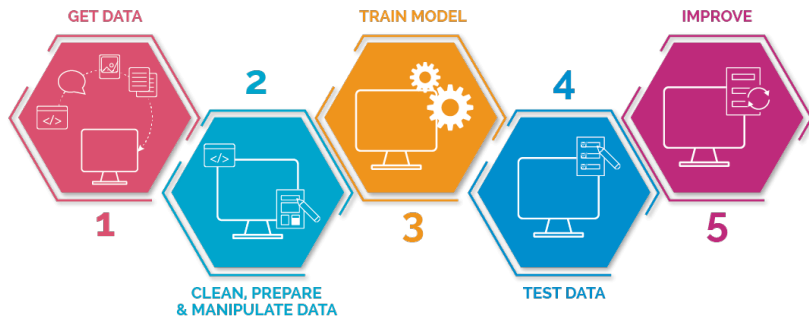 GET DATA
1
2
CLEAN, PREPARE
& MANIPULATE DATA
TRAIN MODEL
3
4
TEST DATA
IMPROVE
5
</>
</>